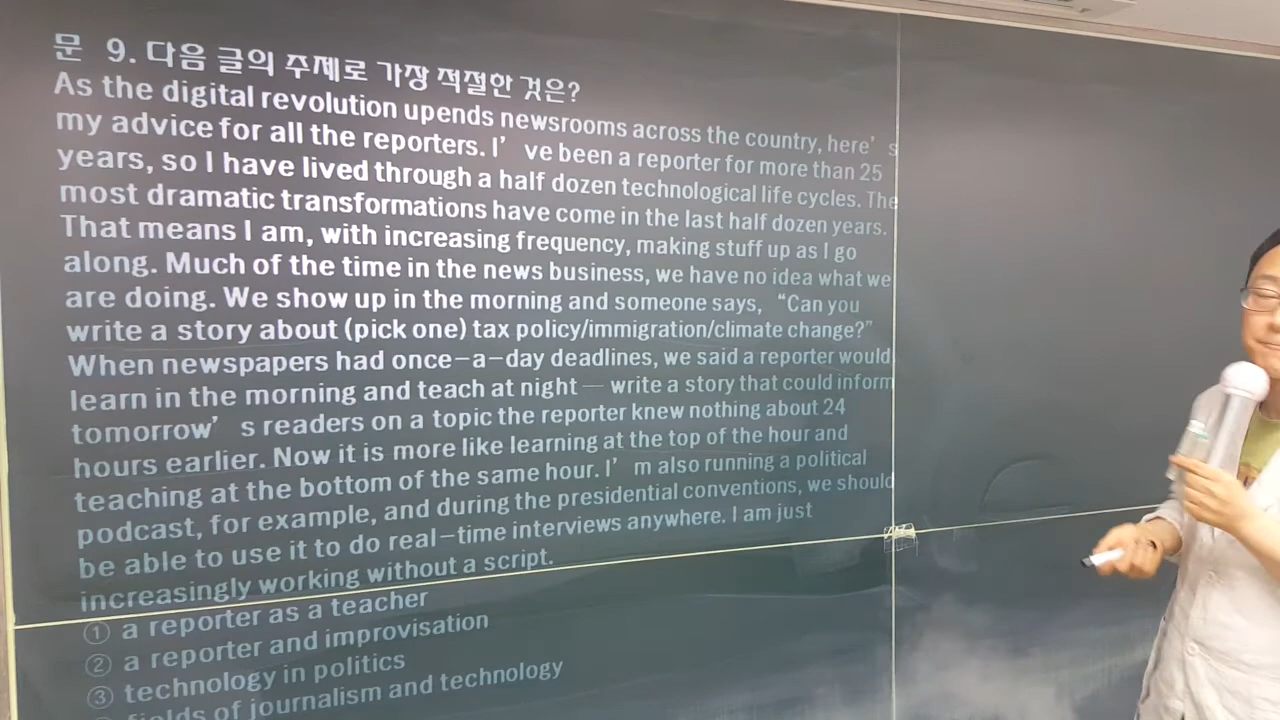 문 9. 다음 글의 주제로 가장 적절한 것은?
As the digital revolution upends newsrooms across the country, here's
my advice for all the reporters. I've been a reporter for more than 25
years, so I have lived through a half dozen technological life cycles. The
most dramatic transformations have come in the last half dozen years.
That means I am, with increasing frequency, making stuff up as I go
along. Much of the time in the news business, we have no idea what we
are doing. We show up in the morning and someone says, “Can you
write a story about (pick one) tax policy/immigration/climate change?”
When newspapers had once-a-day deadlines, we said a reporter would
learn in the morning and teach at night — write a story that could inform
tomorrow's readers on a topic the reporter knew nothing about 24
hours earlier. Now it is more like learning at the top of the hour and
teaching at the bottom of the same hour. I'm also running a political
podcast, for example, and during the presidential conventions, we should
be able to use it to do real-time interviews anywhere. I am just
increasingly working without a script.
① a reporter as a teacher
② a reporter and improvisation
③ technology in politics
fields of journalism and technology